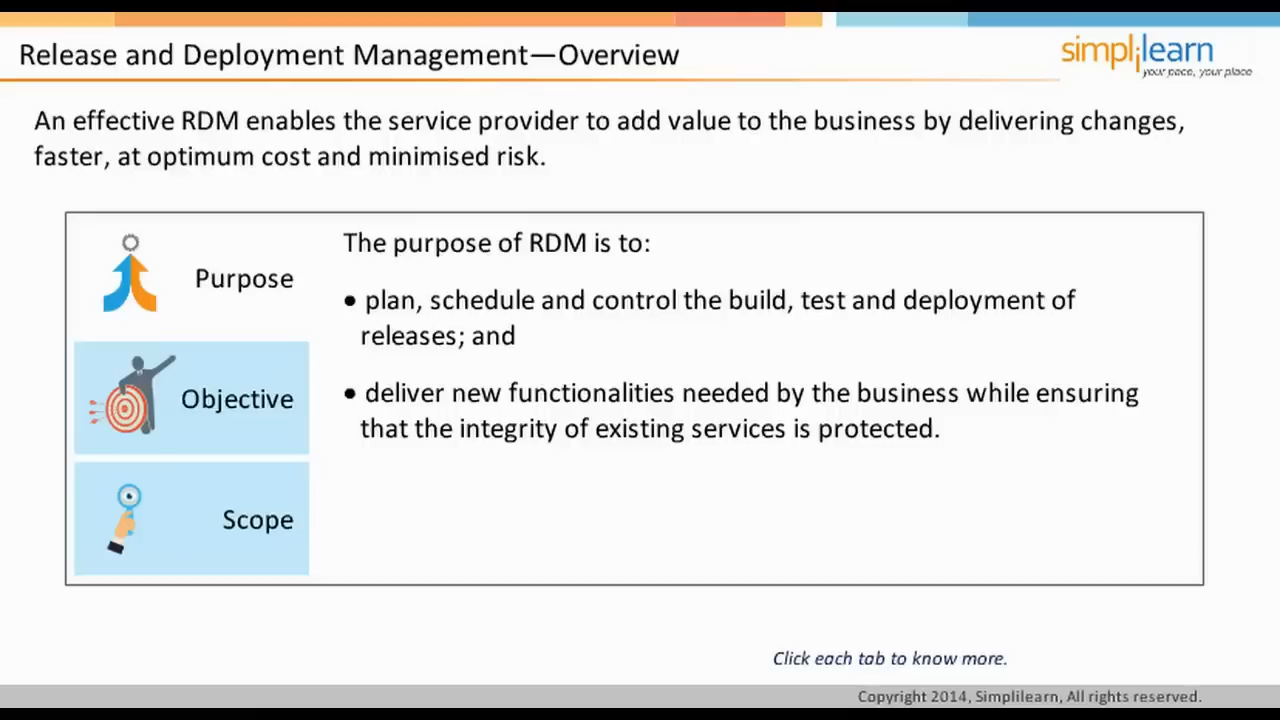 Release and Deployment Management—Overview
simplilearn
your pace, your place
An effective RDM enables the service provider to add value to the business by delivering changes,
faster, at optimum cost and minimised risk.
Purpose
The purpose of RDM is to:
• plan, schedule and control the build, test and deployment of
releases; and
• deliver new functionalities needed by the business while ensuring
that the integrity of existing services is protected.
Objective
Scope
Click each tab to know more.
Copyright 2014, Simplilearn, All rights reserved.